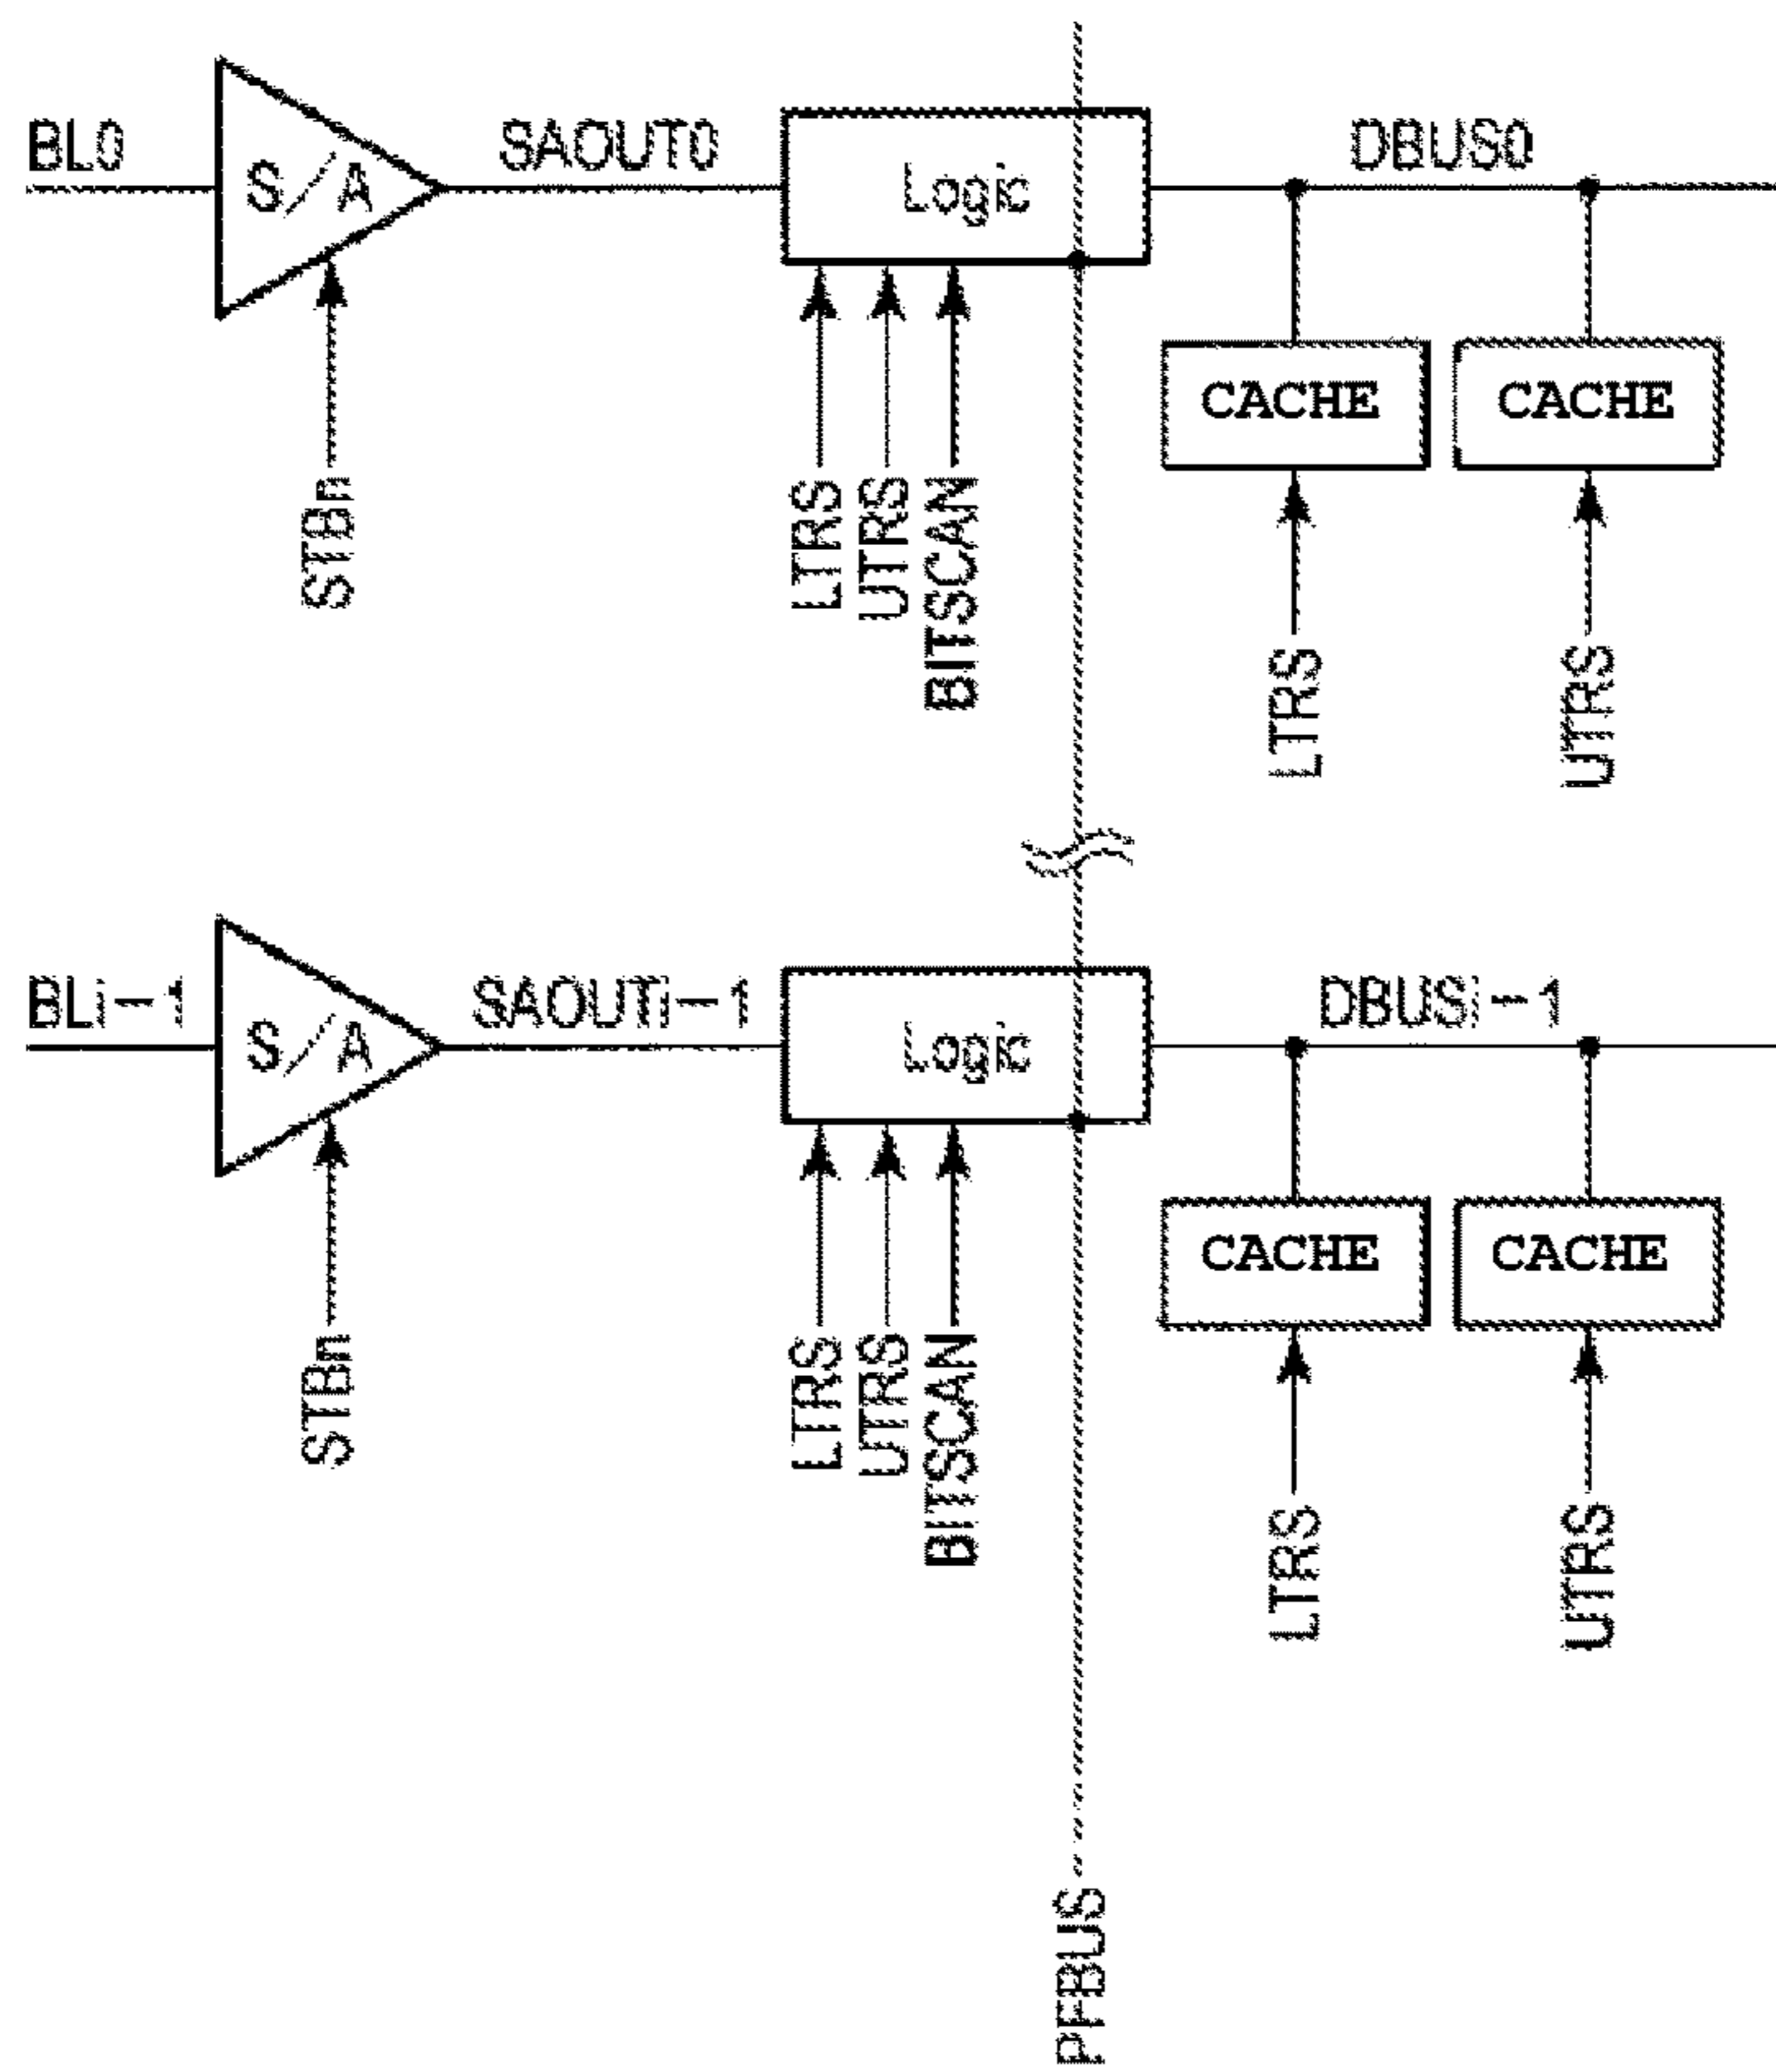 BL0
S/A
SAOUT0
Logic
DBUS0
CACHE
CACHE
STBn
LTRS
UTRS
BITSCAN
LTRS
UTRS
BLi-1
S/A
SAOUTi-1
Logic
DBUSi-1
CACHE
CACHE
STBn
LTRS
UTRS
BITSCAN
LTRS
UTRS
PFBUS